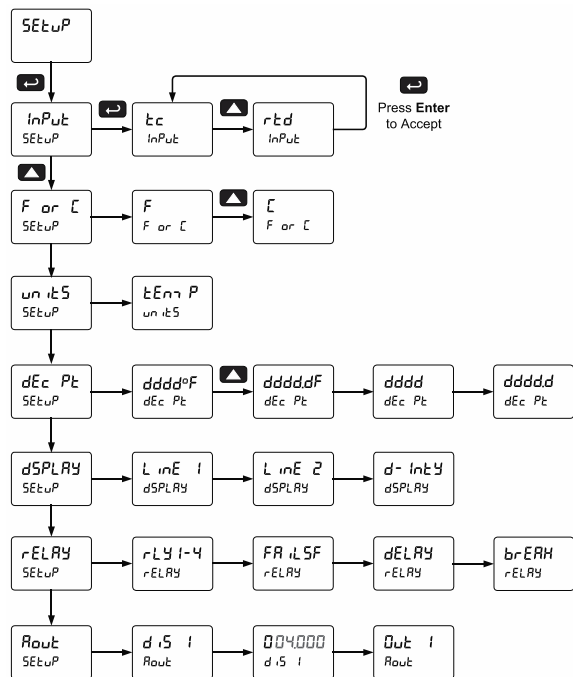 SEtuP
InPut
SEtuP
tc
InPut
rtd
InPut
Press Enter
to Accept
F or C
SEtuP
F
F or C
C
F or C
unitS
SEtuP
tEmP
unitS
dEc Pt
SEtuP
dddd°F
dEc Pt
dddd.dF
dEc Pt
dddd
dEc Pt
dddd.d
dEc Pt
dSPLAY
SEtuP
LinE 1
dSPLAY
LinE 2
dSPLAY
d-IntY
dSPLAY
rELAY
SEtuP
rLY1-4
rELAY
FAiLSF
rELAY
dELAY
rELAY
brEAK
rELAY
Aout
SEtuP
diS 1
Aout
004.000
diS 1
Out 1
Aout